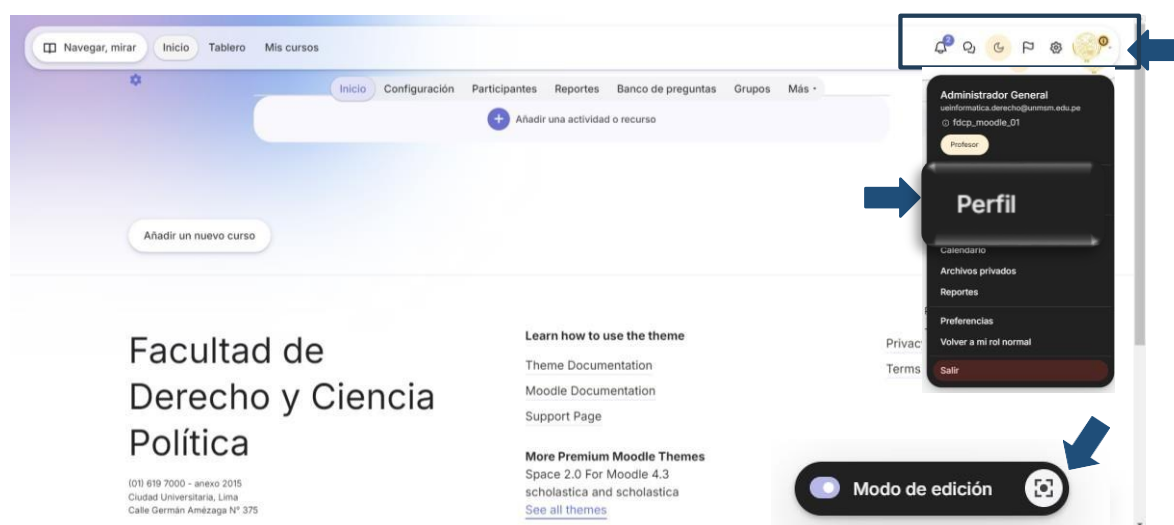 Navegar, mirar
Inicio
Tablero
Mis cursos
2
Inicio
Configuración
Participantes
Reportes
Banco de preguntas
Grupos
Más
Añadir una actividad o recurso
Añadir un nuevo curso
Administrador General
ueinformatica.derecho@unmsm.edu.pe
fdcp_moodle_01
Profesor
Perfil
Calendario
Archivos privados
Reportes
Preferencias
Volver a mi rol normal
Salir
Facultad de
Derecho y Ciencia
Política
(01) 619 7000 - anexo 2015
Ciudad Universitaria, Lima
Calle Germán Amézaga N° 375
Learn how to use the theme
Theme Documentation
Moodle Documentation
Support Page
More Premium Moodle Themes
Space 2.0 For Moodle 4.3
scholastica and scholastica
See all themes
Privac
Terms
Modo de edición